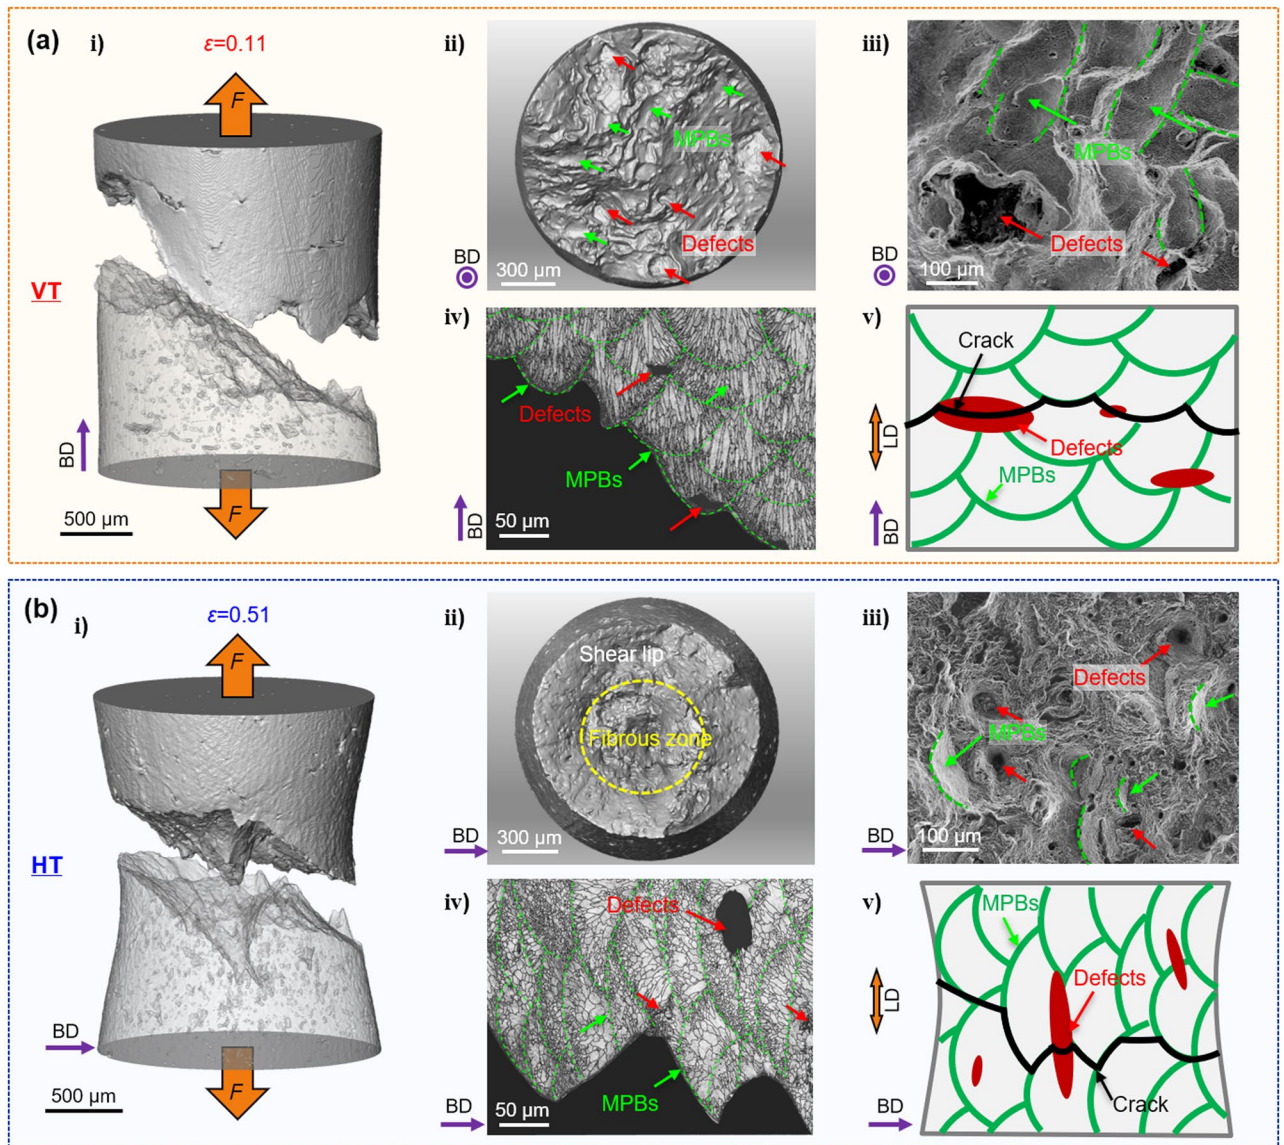 (a)
i)
ε=0.11
F
VT
BD
F
500 µm
ii)
MPBs
Defects
BD
300 µm
iii)
MPBs
Defects
BD
100 µm
iv)
Defects
MPBs
BD
50 µm
v)
Crack
Defects
LD
MPBs
BD
(b)
i)
ε=0.51
F
HT
BD
F
500 µm
ii)
Shear lip
Fibrous zone
BD
300 µm
iii)
Defects
MPBs
BD
100 µm
iv)
Defects
MPBs
BD
50 µm
v)
MPBs
Defects
LD
BD
Crack